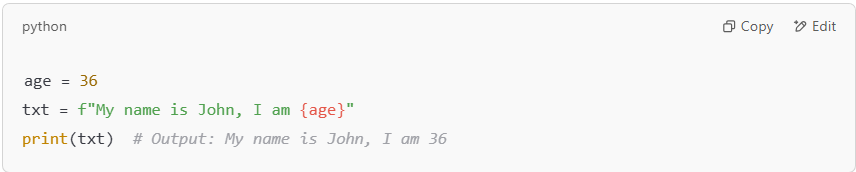 python Copy Edit
age = 36
txt = f"My name is John, I am {age}"
print(txt)  # Output: My name is John, I am 36